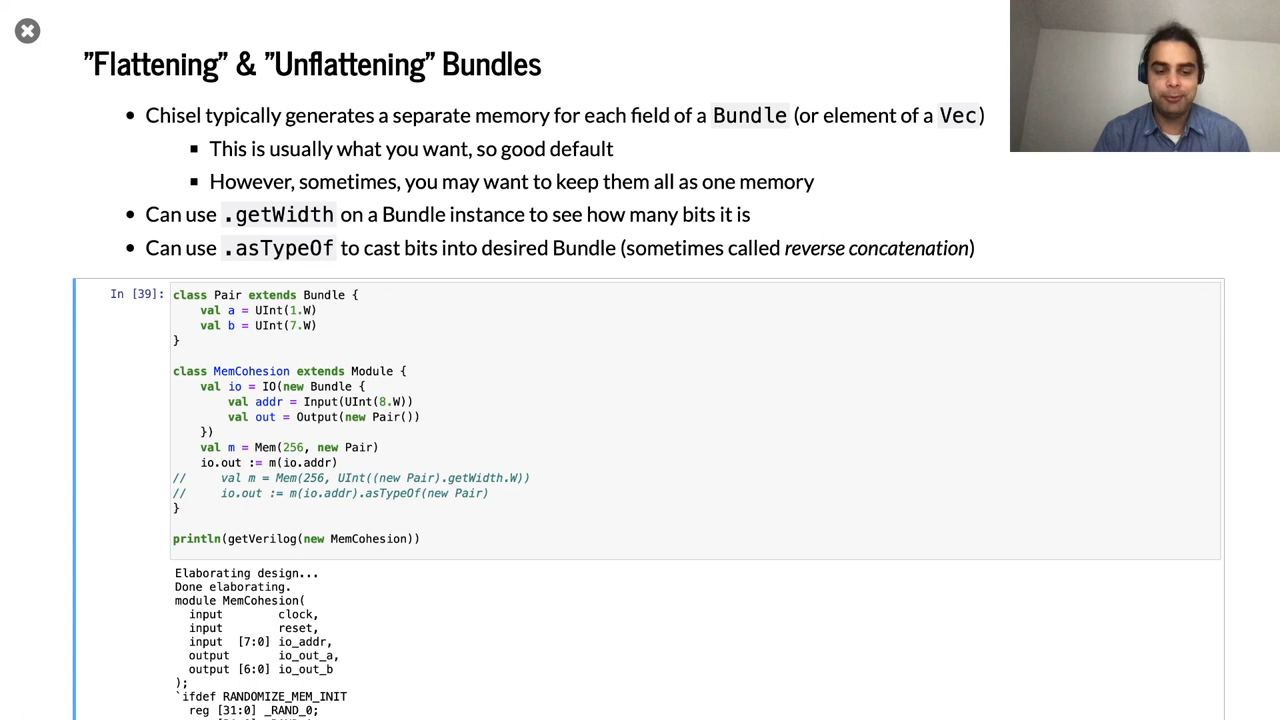 ”Flattening” & ”Unflattening” Bundles
• Chisel typically generates a separate memory for each field of a Bundle (or element of a Vec)
▪ This is usually what you want, so good default
▪ However, sometimes, you may want to keep them all as one memory
• Can use .getWidth on a Bundle instance to see how many bits it is
• Can use .asTypeOf to cast bits into desired Bundle (sometimes called reverse concatenation)
In [39]: class Pair extends Bundle {
    val a = UInt(1.W)
    val b = UInt(7.W)
}
class MemCohesion extends Module {
    val io = IO(new Bundle {
        val addr = Input(UInt(8.W))
        val out = Output(new Pair())
    })
    val m = Mem(256, new Pair)
    io.out := m(io.addr)
//     val m = Mem(256, UInt((new Pair).getWidth.W))
//     io.out := m(io.addr).asTypeOf(new Pair)
}
println(getVerilog(new MemCohesion))
Elaborating design...
Done elaborating.
module MemCohesion(
  input        clock,
  input        reset,
  input  [7:0] io_addr,
  output       io_out_a,
  output [6:0] io_out_b
);
`ifdef RANDOMIZE_MEM_INIT
  reg [31:0] _RAND_0;